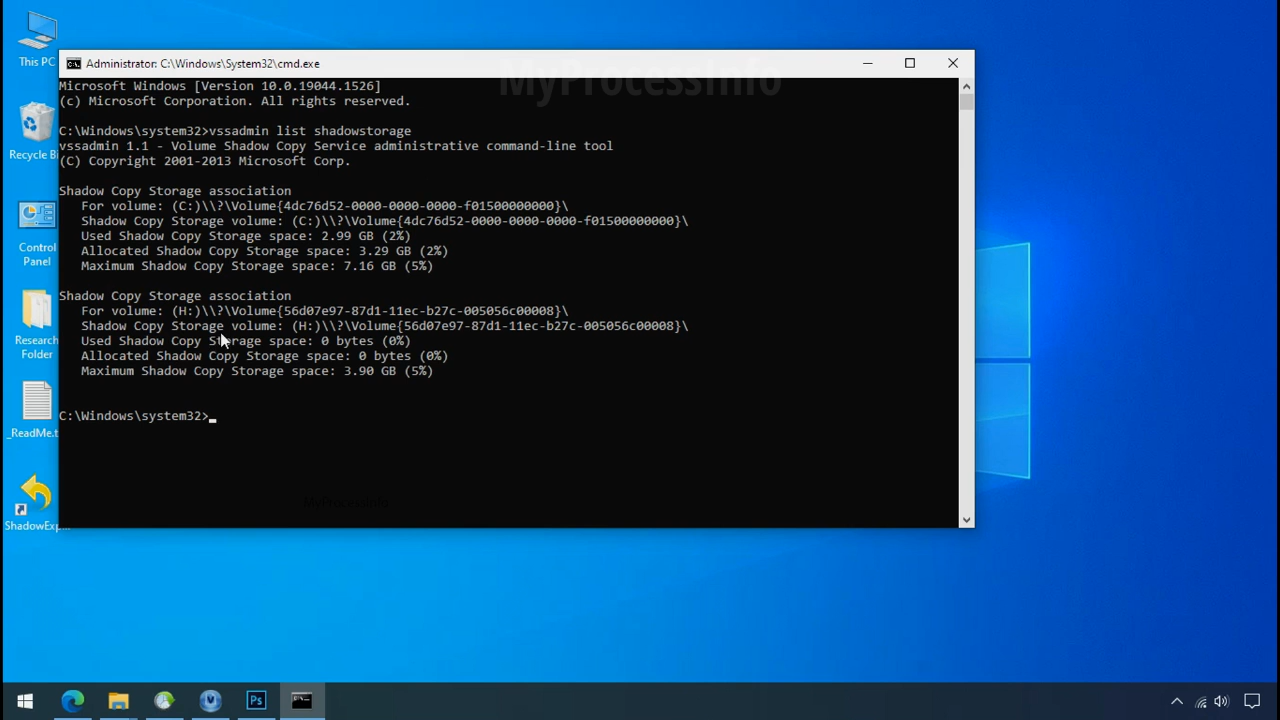 This PC
Recycle B
Control
Panel
Research
Folder
_ReadMe.t
ShadowExp...
Administrator: C:\Windows\System32\cmd.exe
MyProcessInfo
Microsoft Windows [Version 10.0.19044.1526]
(c) Microsoft Corporation. All rights reserved.
C:\Windows\system32>vssadmin list shadowstorage
vssadmin 1.1 - Volume Shadow Copy Service administrative command-line tool
(C) Copyright 2001-2013 Microsoft Corp.
Shadow Copy Storage association
For volume: (C:)\\?\Volume{4dc76d52-0000-0000-0000-f01500000000}\
Shadow Copy Storage volume: (C:)\\?\Volume{4dc76d52-0000-0000-0000-f01500000000}\
Used Shadow Copy Storage space: 2.99 GB (2%)
Allocated Shadow Copy Storage space: 3.29 GB (2%)
Maximum Shadow Copy Storage space: 7.16 GB (5%)
Shadow Copy Storage association
For volume: (H:)\\?\Volume{56d07e97-87d1-11ec-b27c-005056c00008}\
Shadow Copy Storage volume: (H:)\\?\Volume{56d07e97-87d1-11ec-b27c-005056c00008}\
Used Shadow Copy Storage space: 0 bytes (0%)
Allocated Shadow Copy Storage space: 0 bytes (0%)
Maximum Shadow Copy Storage space: 3.90 GB (5%)
C:\Windows\system32>
MyProcessInfo
Ps